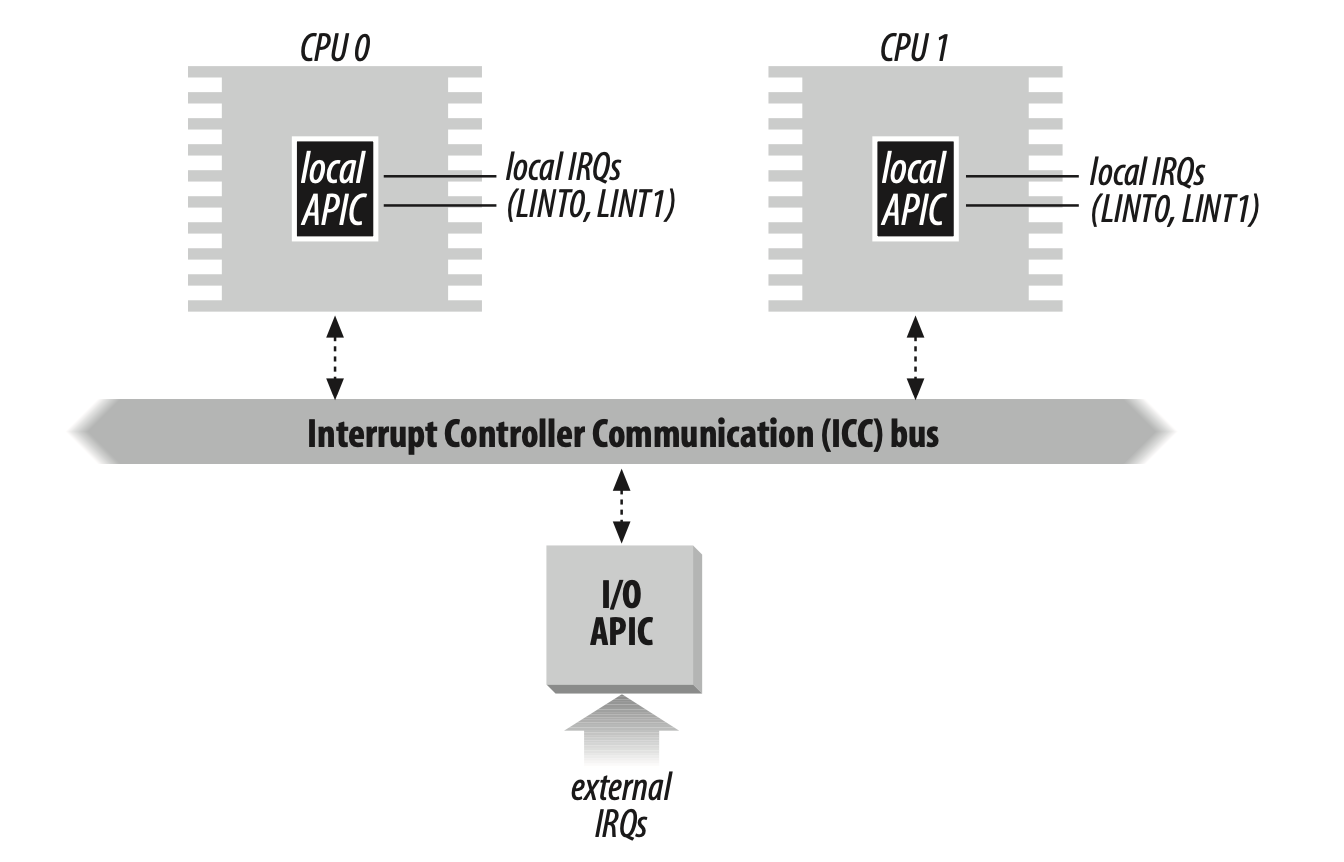 CPU 0
CPU 1
local
APIC
local IRQs
(LINT0, LINT1)
local
APIC
local IRQs
(LINT0, LINT1)
Interrupt Controller Communication (ICC) bus
I/O
APIC
external
IRQs